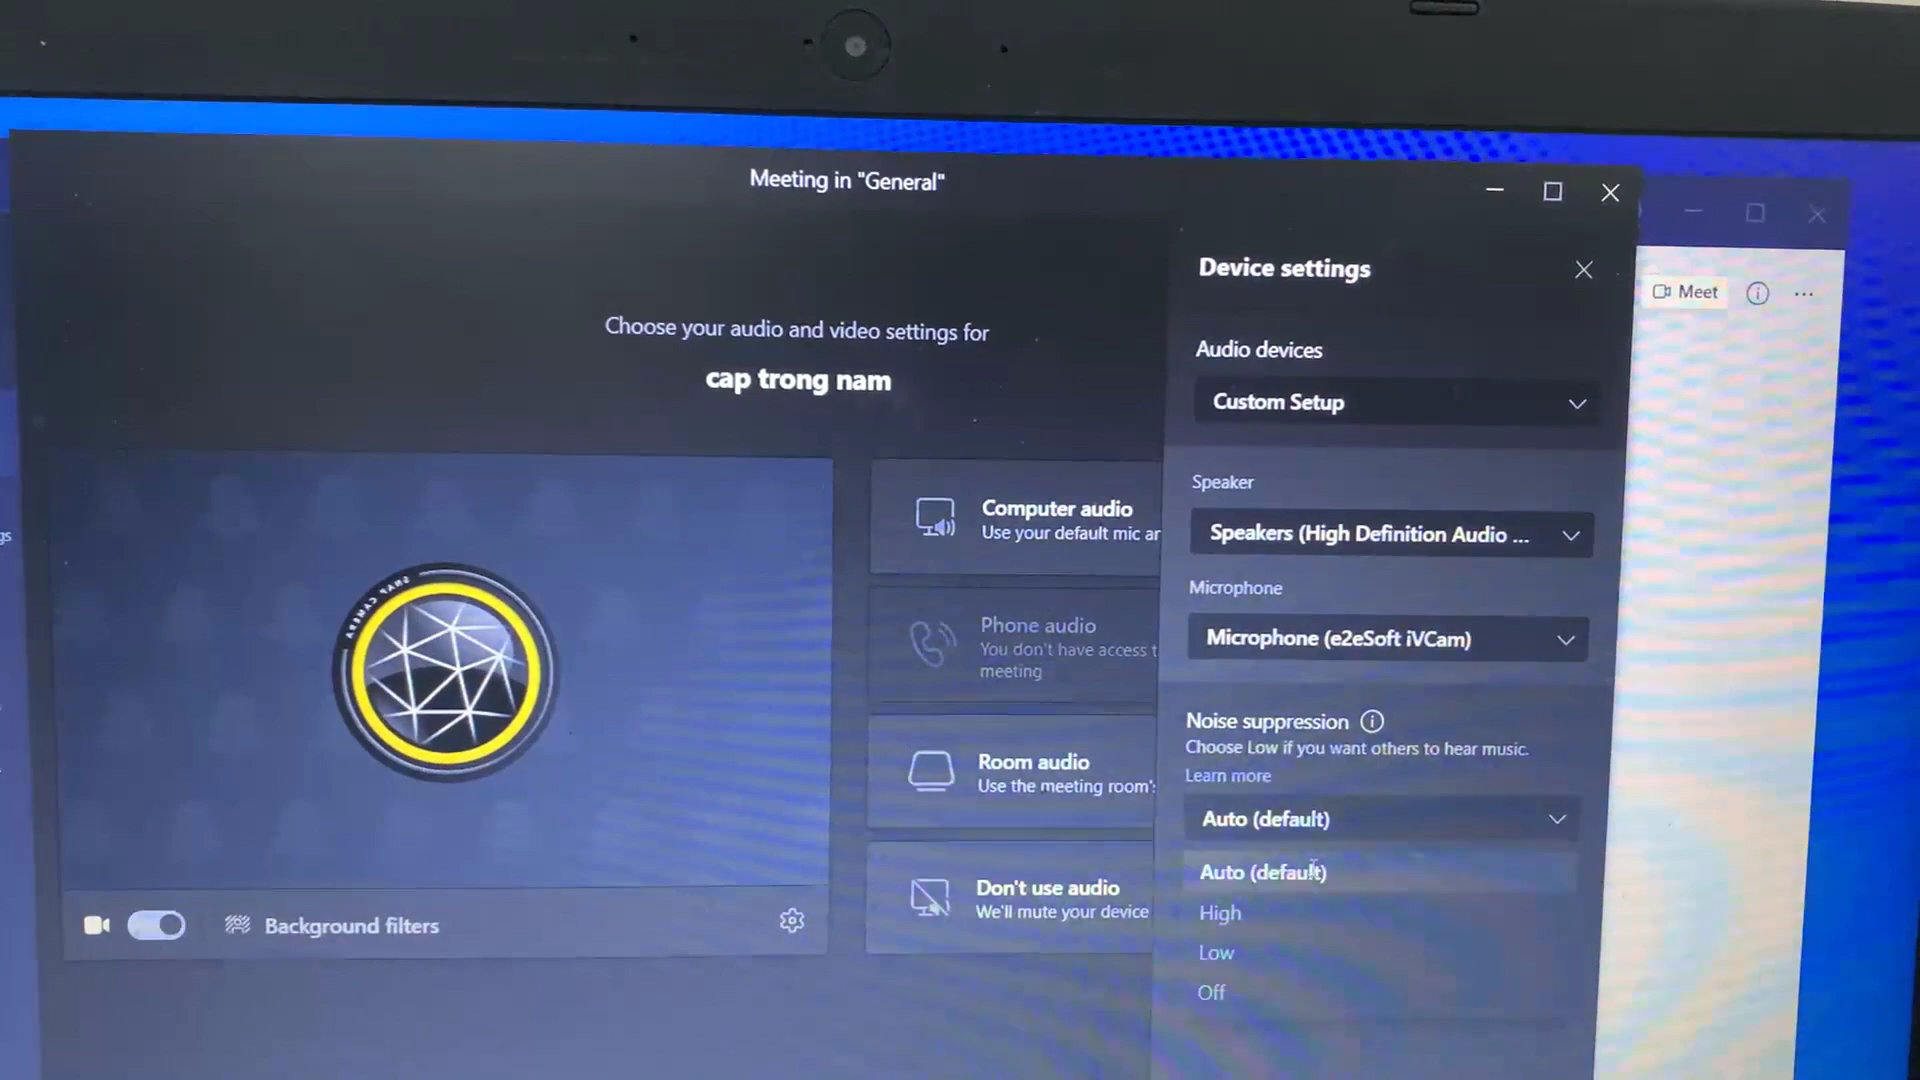 Meeting in "General"
Meet
Device settings
Choose your audio and video settings for
cap trong nam
Audio devices
Custom Setup
Speaker
Speakers (High Definition Audio ...
Microphone
Microphone (e2eSoft iVCam)
Noise suppression
Choose Low if you want others to hear music.
Learn more
Auto (default)
Auto (default)
High
Low
Off
Computer audio
Use your default mic ar
Phone audio
You don't have access t
meeting
Room audio
Use the meeting room's
Don't use audio
We'll mute your device
SNAP CAMERA
Background filters
gs